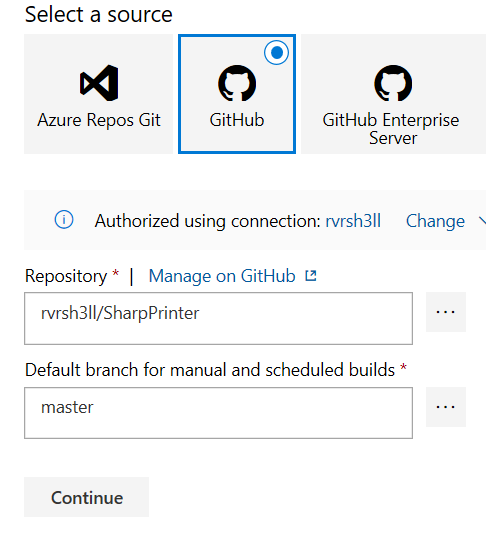 Select a source
Azure Repos Git
GitHub
GitHub Enterprise
Server
Authorized using connection: rvrsh3ll Change
Repository * | Manage on GitHub
rvrsh3ll/SharpPrinter
...
Default branch for manual and scheduled builds *
master
...
Continue